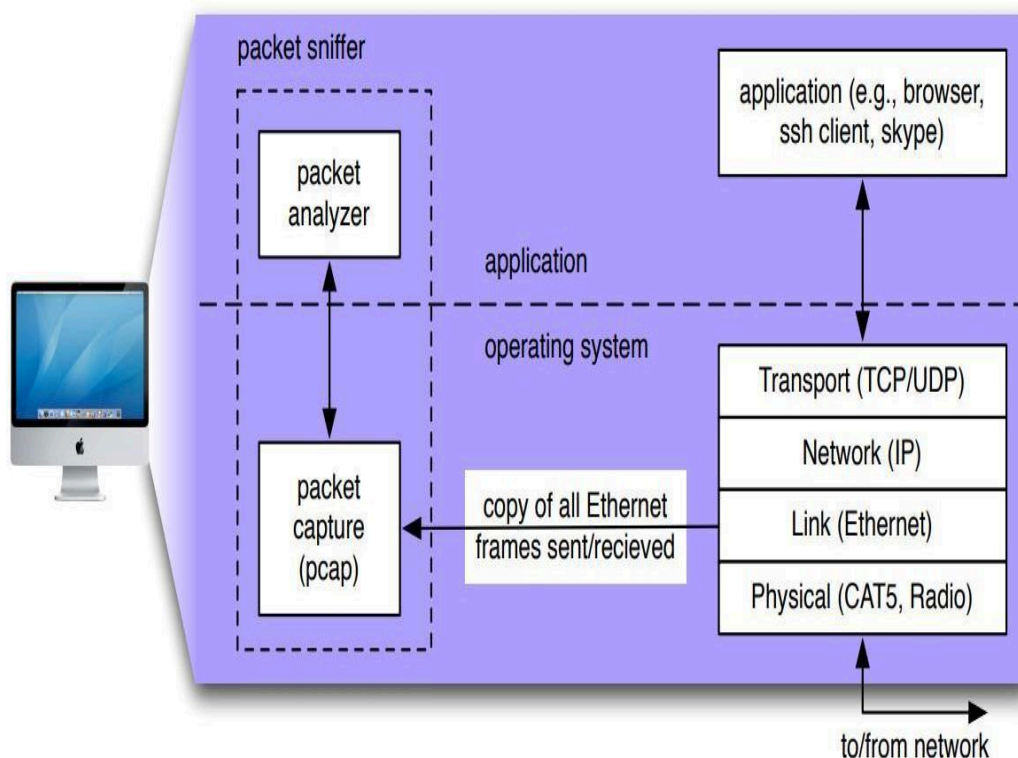 packet sniffer
packet
analyzer
application (e.g., browser,
ssh client, skype)
application
operating system
packet
capture
(pcap)
copy of all Ethernet
frames sent/recieved
Transport (TCP/UDP)
Network (IP)
Link (Ethernet)
Physical (CAT5, Radio)
to/from network